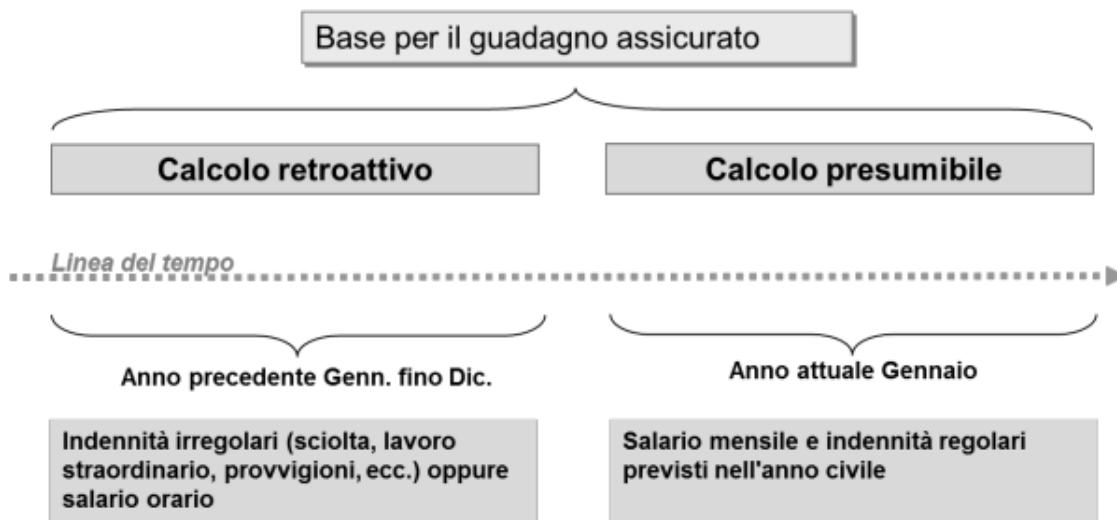 Base per il guadagno assicurato
Calcolo retroattivo
Calcolo presumibile
Linea del tempo
Anno precedente Genn. fino Dic.
Anno attuale Gennaio
Indennità irregolari (sciolta, lavoro
straordinario, provvigioni, ecc.) oppure
salario orario
Salario mensile e indennità regolari
previsti nell'anno civile